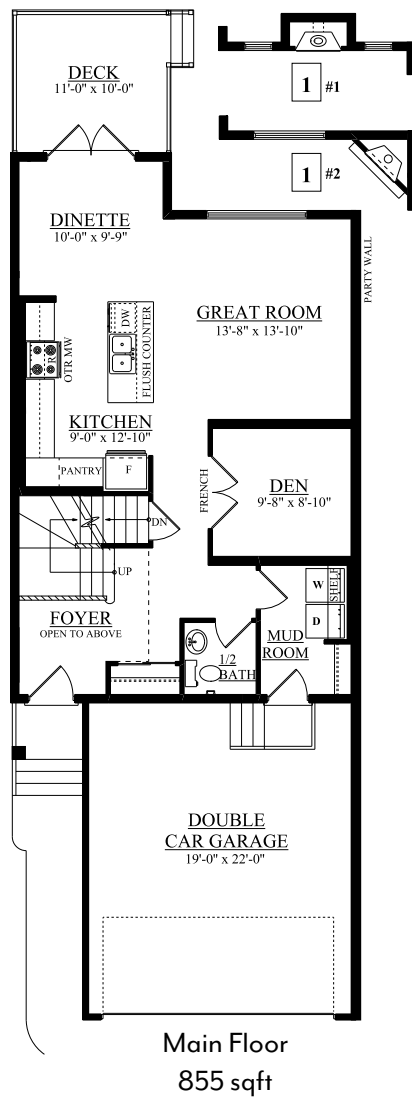 DECK
11'-0" x 10'-0"
1 #1
1 #2
DINETTE
10'-0" x 9'-9"
PARTY WALL
GREAT ROOM
13'-8" x 13'-10"
DW
FLUSH COUNTER
R
OTR MW
KITCHEN
9'-0" x 12'-10"
PANTRY
F
FRENCH
DEN
9'-8" x 8'-10"
DN
UP
FOYER
OPEN TO ABOVE
W
SHELF
D
MUD
ROOM
1/2
BATH
DOUBLE
CAR GARAGE
19'-0" x 22'-0"
Main Floor
855 sqft